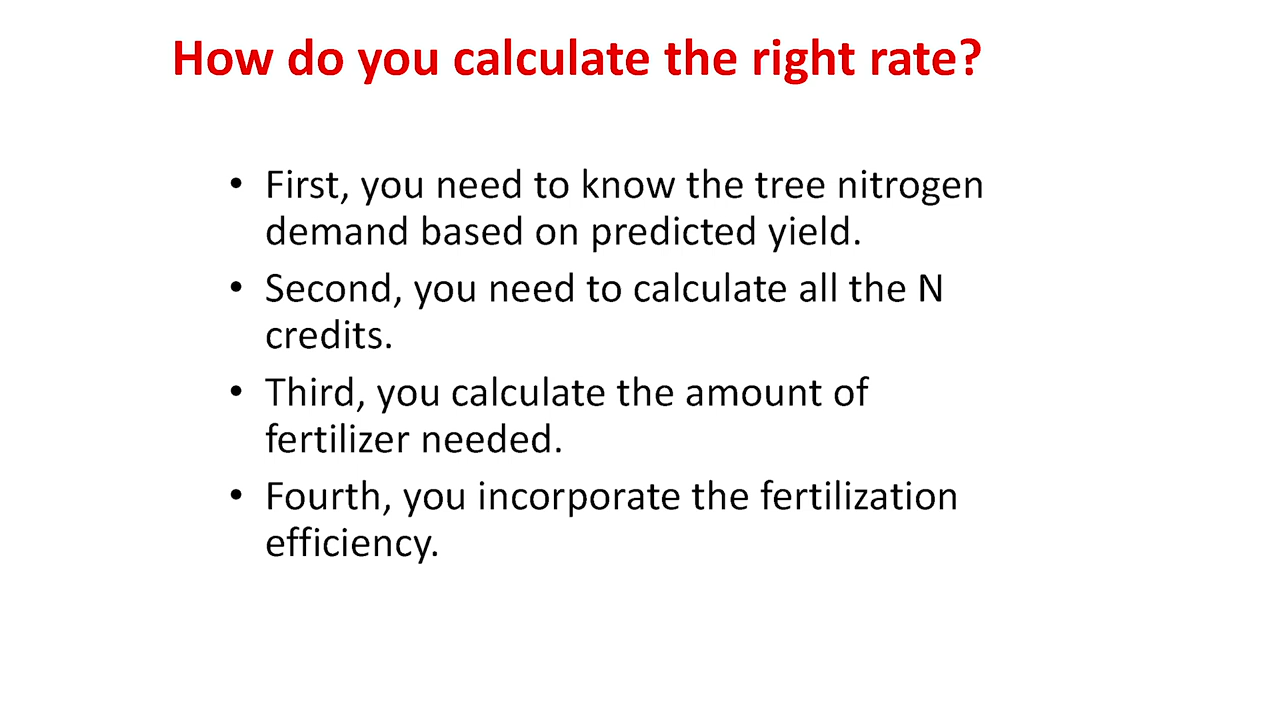 How do you calculate the right rate?
• First, you need to know the tree nitrogen
demand based on predicted yield.
• Second, you need to calculate all the N
credits.
• Third, you calculate the amount of
fertilizer needed.
• Fourth, you incorporate the fertilization
efficiency.